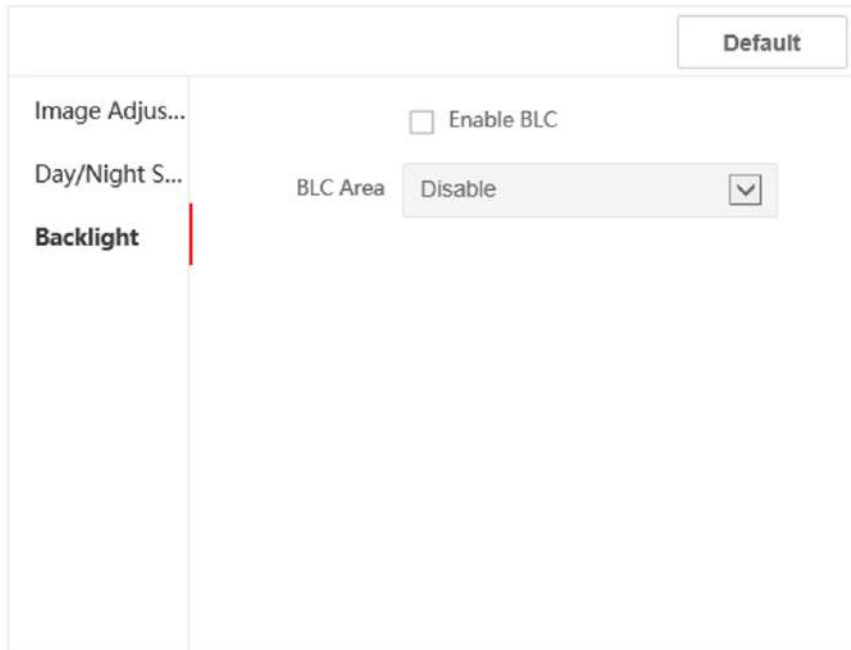 Default
Image Adjus...
Day/Night S...
Backlight
Enable BLC
BLC Area Disable